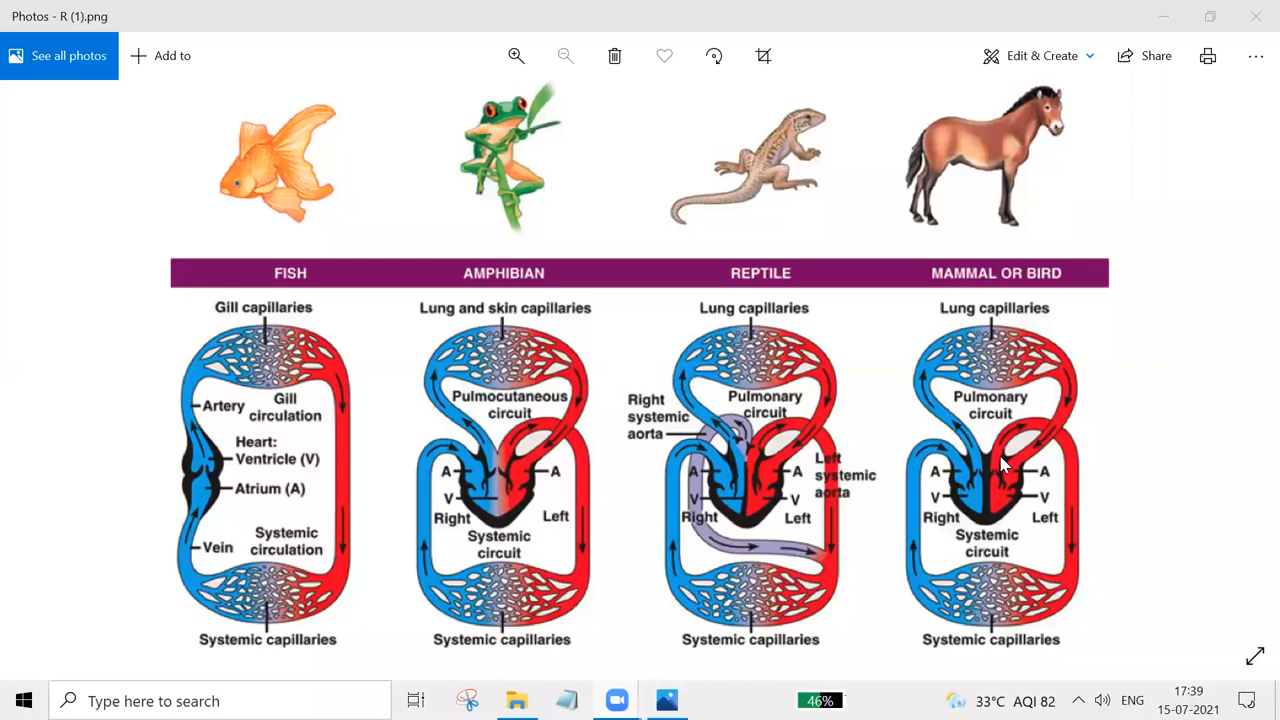 Photos - R (1).png
See all photos
Add to
Edit & Create
Share
FISH
AMPHIBIAN
REPTILE
MAMMAL OR BIRD
Gill capillaries
Artery
Gill
circulation
Heart:
Ventricle (V)
Atrium (A)
Systemic
circulation
Vein
Systemic capillaries
Lung and skin capillaries
Pulmocutaneous
circuit
A
A
V
Right
Left
Systemic
circuit
Systemic capillaries
Lung capillaries
Right
systemic
aorta
Pulmonary
circuit
A
A
Left
systemic
aorta
V
V
Right
Left
Systemic capillaries
Lung capillaries
Pulmonary
circuit
A
A
V
V
Right
Left
Systemic
circuit
Systemic capillaries
Type here to search
46%
33°C AQI 82
ENG
17:39
15-07-2021